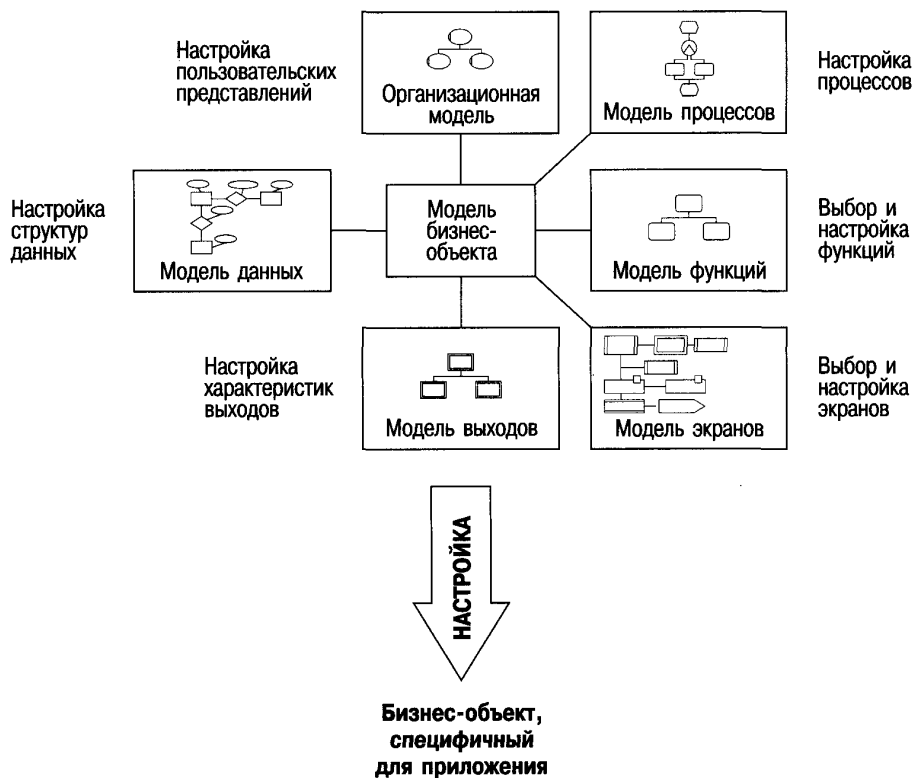 Настройка
пользовательских
представлений
Организационная
модель
Модель процессов
Настройка
процессов
Настройка
структур
данных
Модель данных
Модель
бизнес-
объекта
Модель функций
Выбор и
настройка
функций
Настройка
характеристик
выходов
Модель выходов
Модель экранов
Выбор и
настройка
экранов
НАСТРОЙКА
Бизнес-объект,
специфичный
для приложения